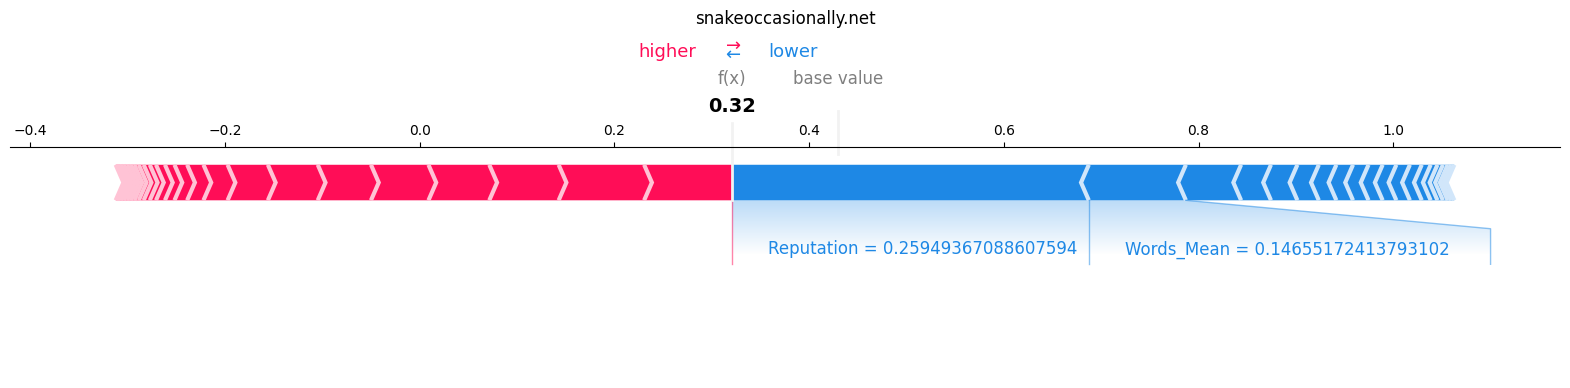 snakeoccasionally.net
higher ⇄ lower
f(x) base value
0.32
−0.4 −0.2 0.0 0.2 0.4 0.6 0.8 1.0
Reputation = 0.25949367088607594 Words_Mean = 0.14655172413793102